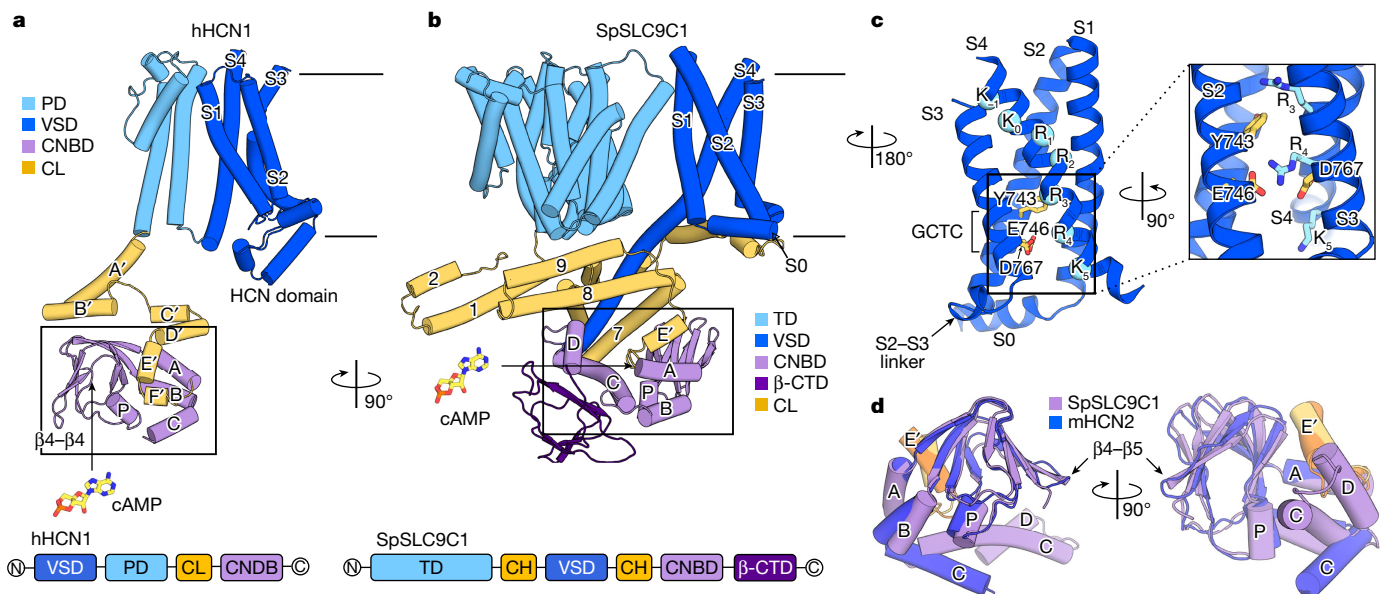 a
hHCN1
PD
VSD
CNBD
CL
S4
S3
S1
S2
HCN domain
A′
B′
C′
D′
E′
A
F′
B
P
C
β4–β4
cAMP
90°
b
SpSLC9C1
S4
S3
S1
S2
S0
2
9
1
8
7
E′
D
A
C
P
B
cAMP
TD
VSD
CNBD
β-CTD
CL
180°
c
S1
S4
S2
S3
K-1
K0
R1
R2
Y743
R3
GCTC
E746
R4
D767
K5
S2–S3
linker
S0
90°
S2
R3
Y743
R4
D767
E746
S4
S3
K5
d
SpSLC9C1
mHCN2
β4–β5
90°
E′
A
B
P
D
C
C
E′
A
D
C
P
C
hHCN1
N VSD PD CL CNDB C
SpSLC9C1
N TD CH VSD CH CNBD β-CTD C